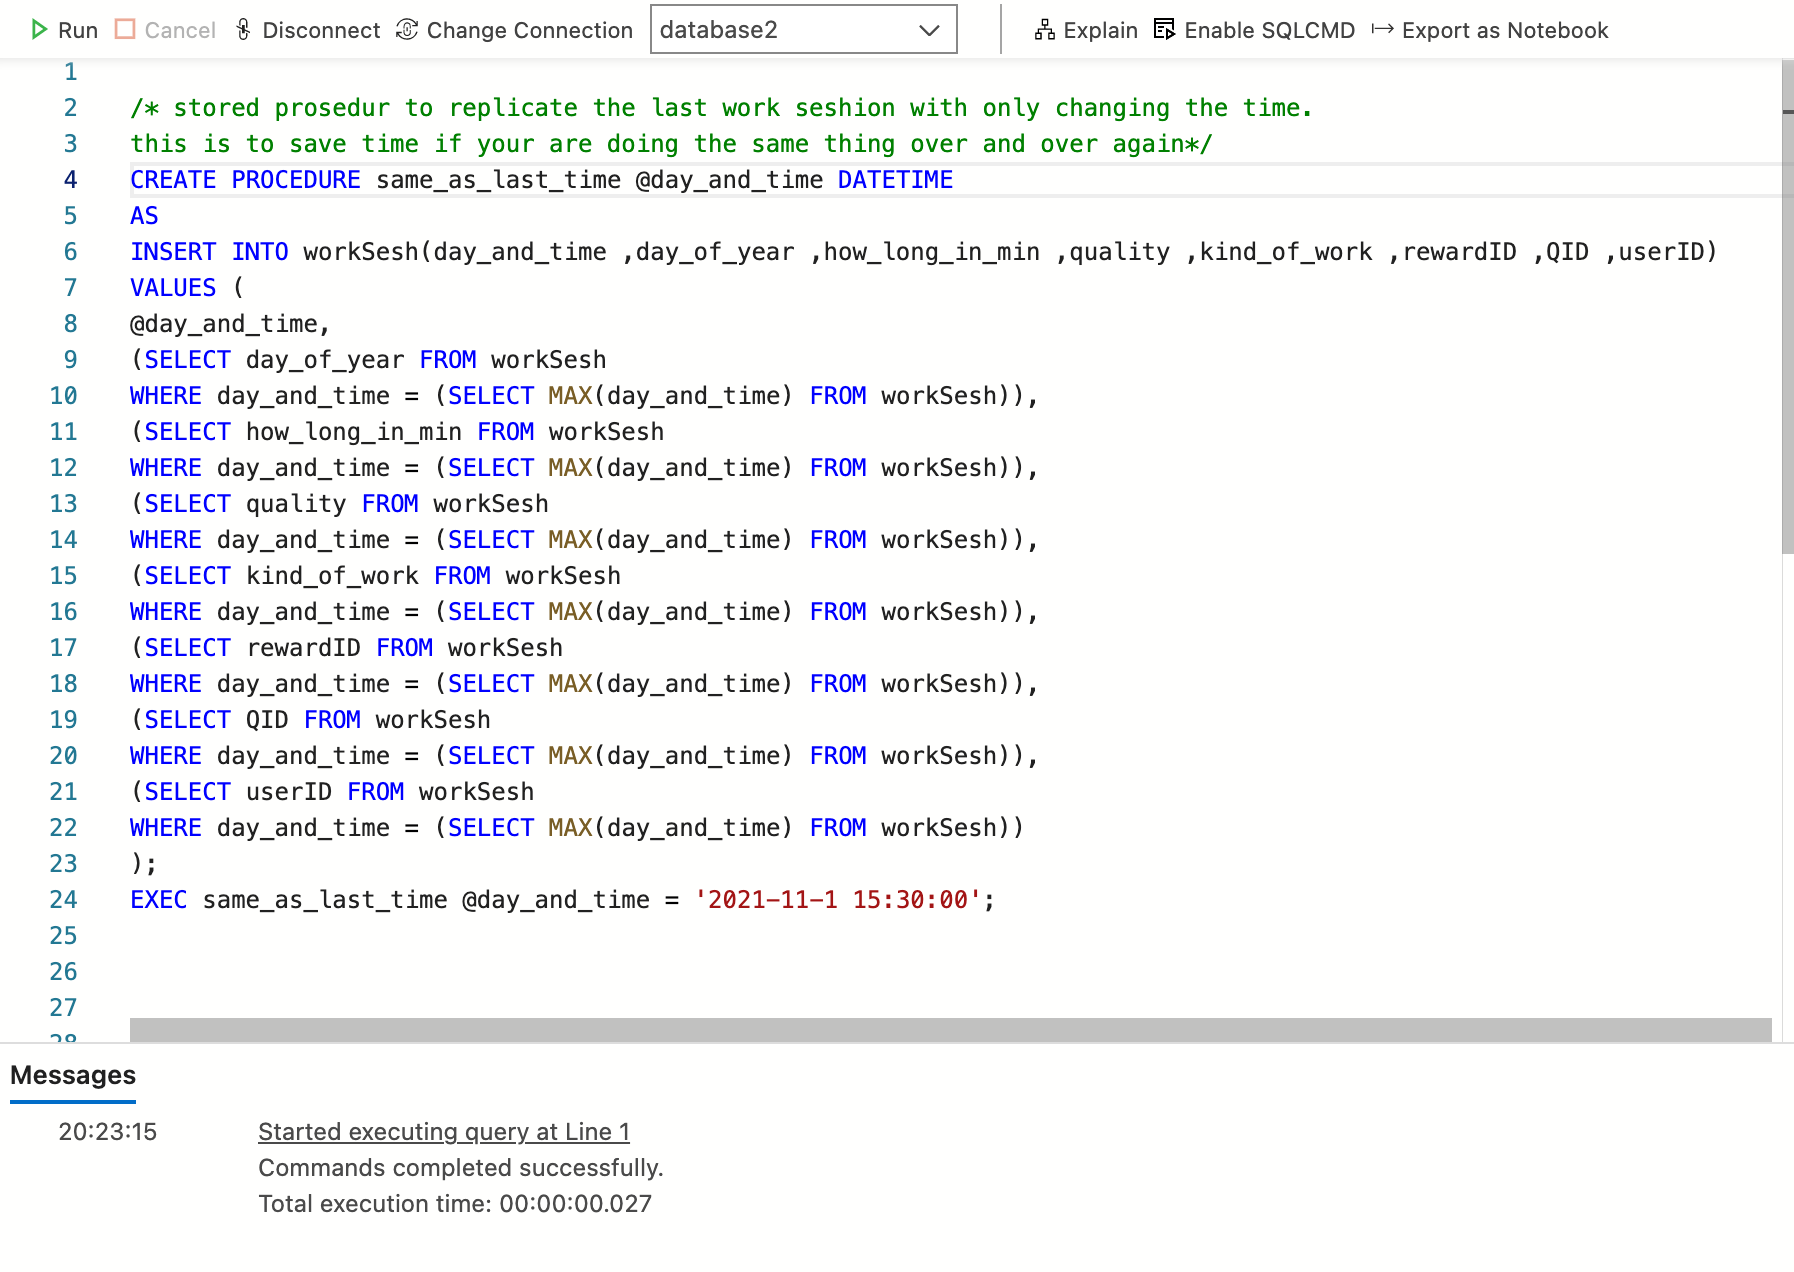 Run Cancel Disconnect Change Connection database2 Explain Enable SQLCMD Export as Notebook
1
2 /* stored prosedur to replicate the last work seshion with only changing the time.
3 this is to save time if your are doing the same thing over and over again*/
4 CREATE PROCEDURE same_as_last_time @day_and_time DATETIME
5 AS
6 INSERT INTO workSesh(day_and_time ,day_of_year ,how_long_in_min ,quality ,kind_of_work ,rewardID ,QID ,userID)
7 VALUES (
8 @day_and_time,
9 (SELECT day_of_year FROM workSesh
10 WHERE day_and_time = (SELECT MAX(day_and_time) FROM workSesh)),
11 (SELECT how_long_in_min FROM workSesh
12 WHERE day_and_time = (SELECT MAX(day_and_time) FROM workSesh)),
13 (SELECT quality FROM workSesh
14 WHERE day_and_time = (SELECT MAX(day_and_time) FROM workSesh)),
15 (SELECT kind_of_work FROM workSesh
16 WHERE day_and_time = (SELECT MAX(day_and_time) FROM workSesh)),
17 (SELECT rewardID FROM workSesh
18 WHERE day_and_time = (SELECT MAX(day_and_time) FROM workSesh)),
19 (SELECT QID FROM workSesh
20 WHERE day_and_time = (SELECT MAX(day_and_time) FROM workSesh)),
21 (SELECT userID FROM workSesh
22 WHERE day_and_time = (SELECT MAX(day_and_time) FROM workSesh))
23 );
24 EXEC same_as_last_time @day_and_time = '2021-11-1 15:30:00';
25
26
27
28
Messages
20:23:15 Started executing query at Line 1
Commands completed successfully.
Total execution time: 00:00:00.027